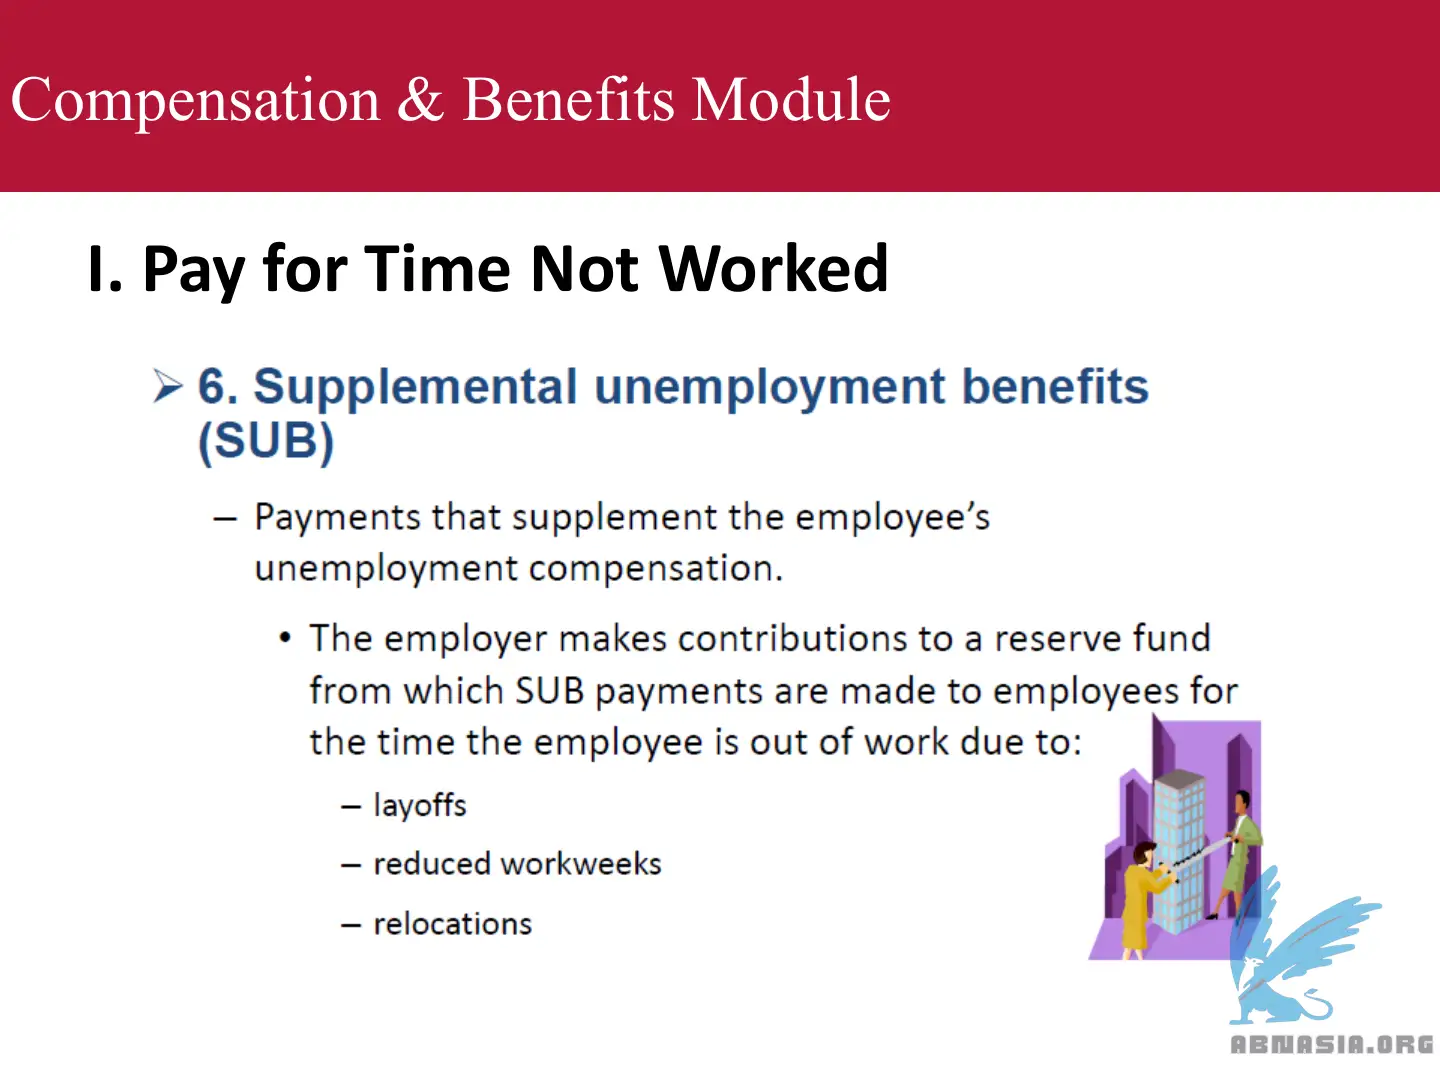 Compensation & Benefits Module
I. Pay for Time Not Worked
➢ 6. Supplemental unemployment benefits
(SUB)
– Payments that supplement the employee’s
unemployment compensation.
• The employer makes contributions to a reserve fund
from which SUB payments are made to employees for
the time the employee is out of work due to:
– layoffs
– reduced workweeks
– relocations
ABNASIA.ORG